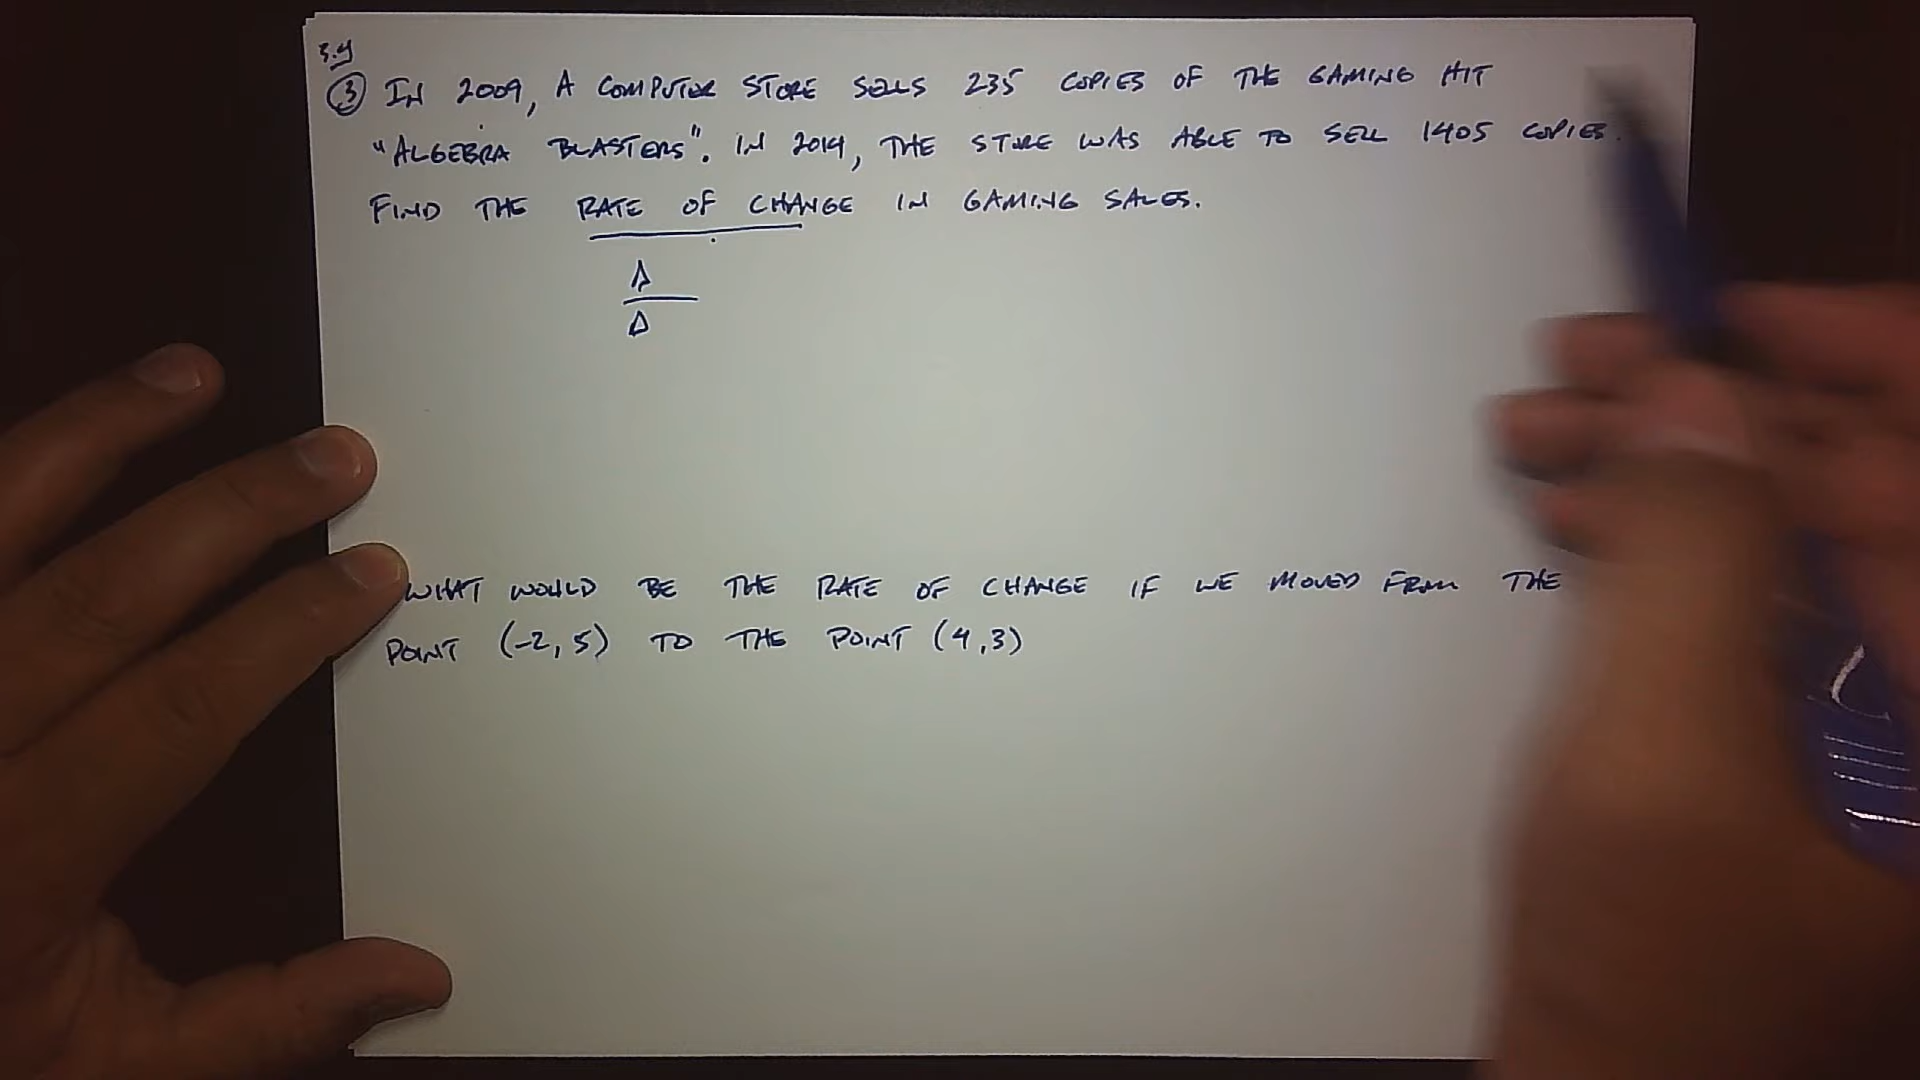 3.4
③ IN 2009, A COMPUTER STORE SELLS 235 COPIES OF THE GAMING HIT
"ALGEBRA BLASTERS". IN 2014, THE STORE WAS ABLE TO SELL 1405 COPIES.
FIND THE RATE OF CHANGE IN GAMING SALES.
Δ
Δ
WHAT WOULD BE THE RATE OF CHANGE IF WE MOVED FROM THE
POINT (-2, 5) TO THE POINT (4, 3)